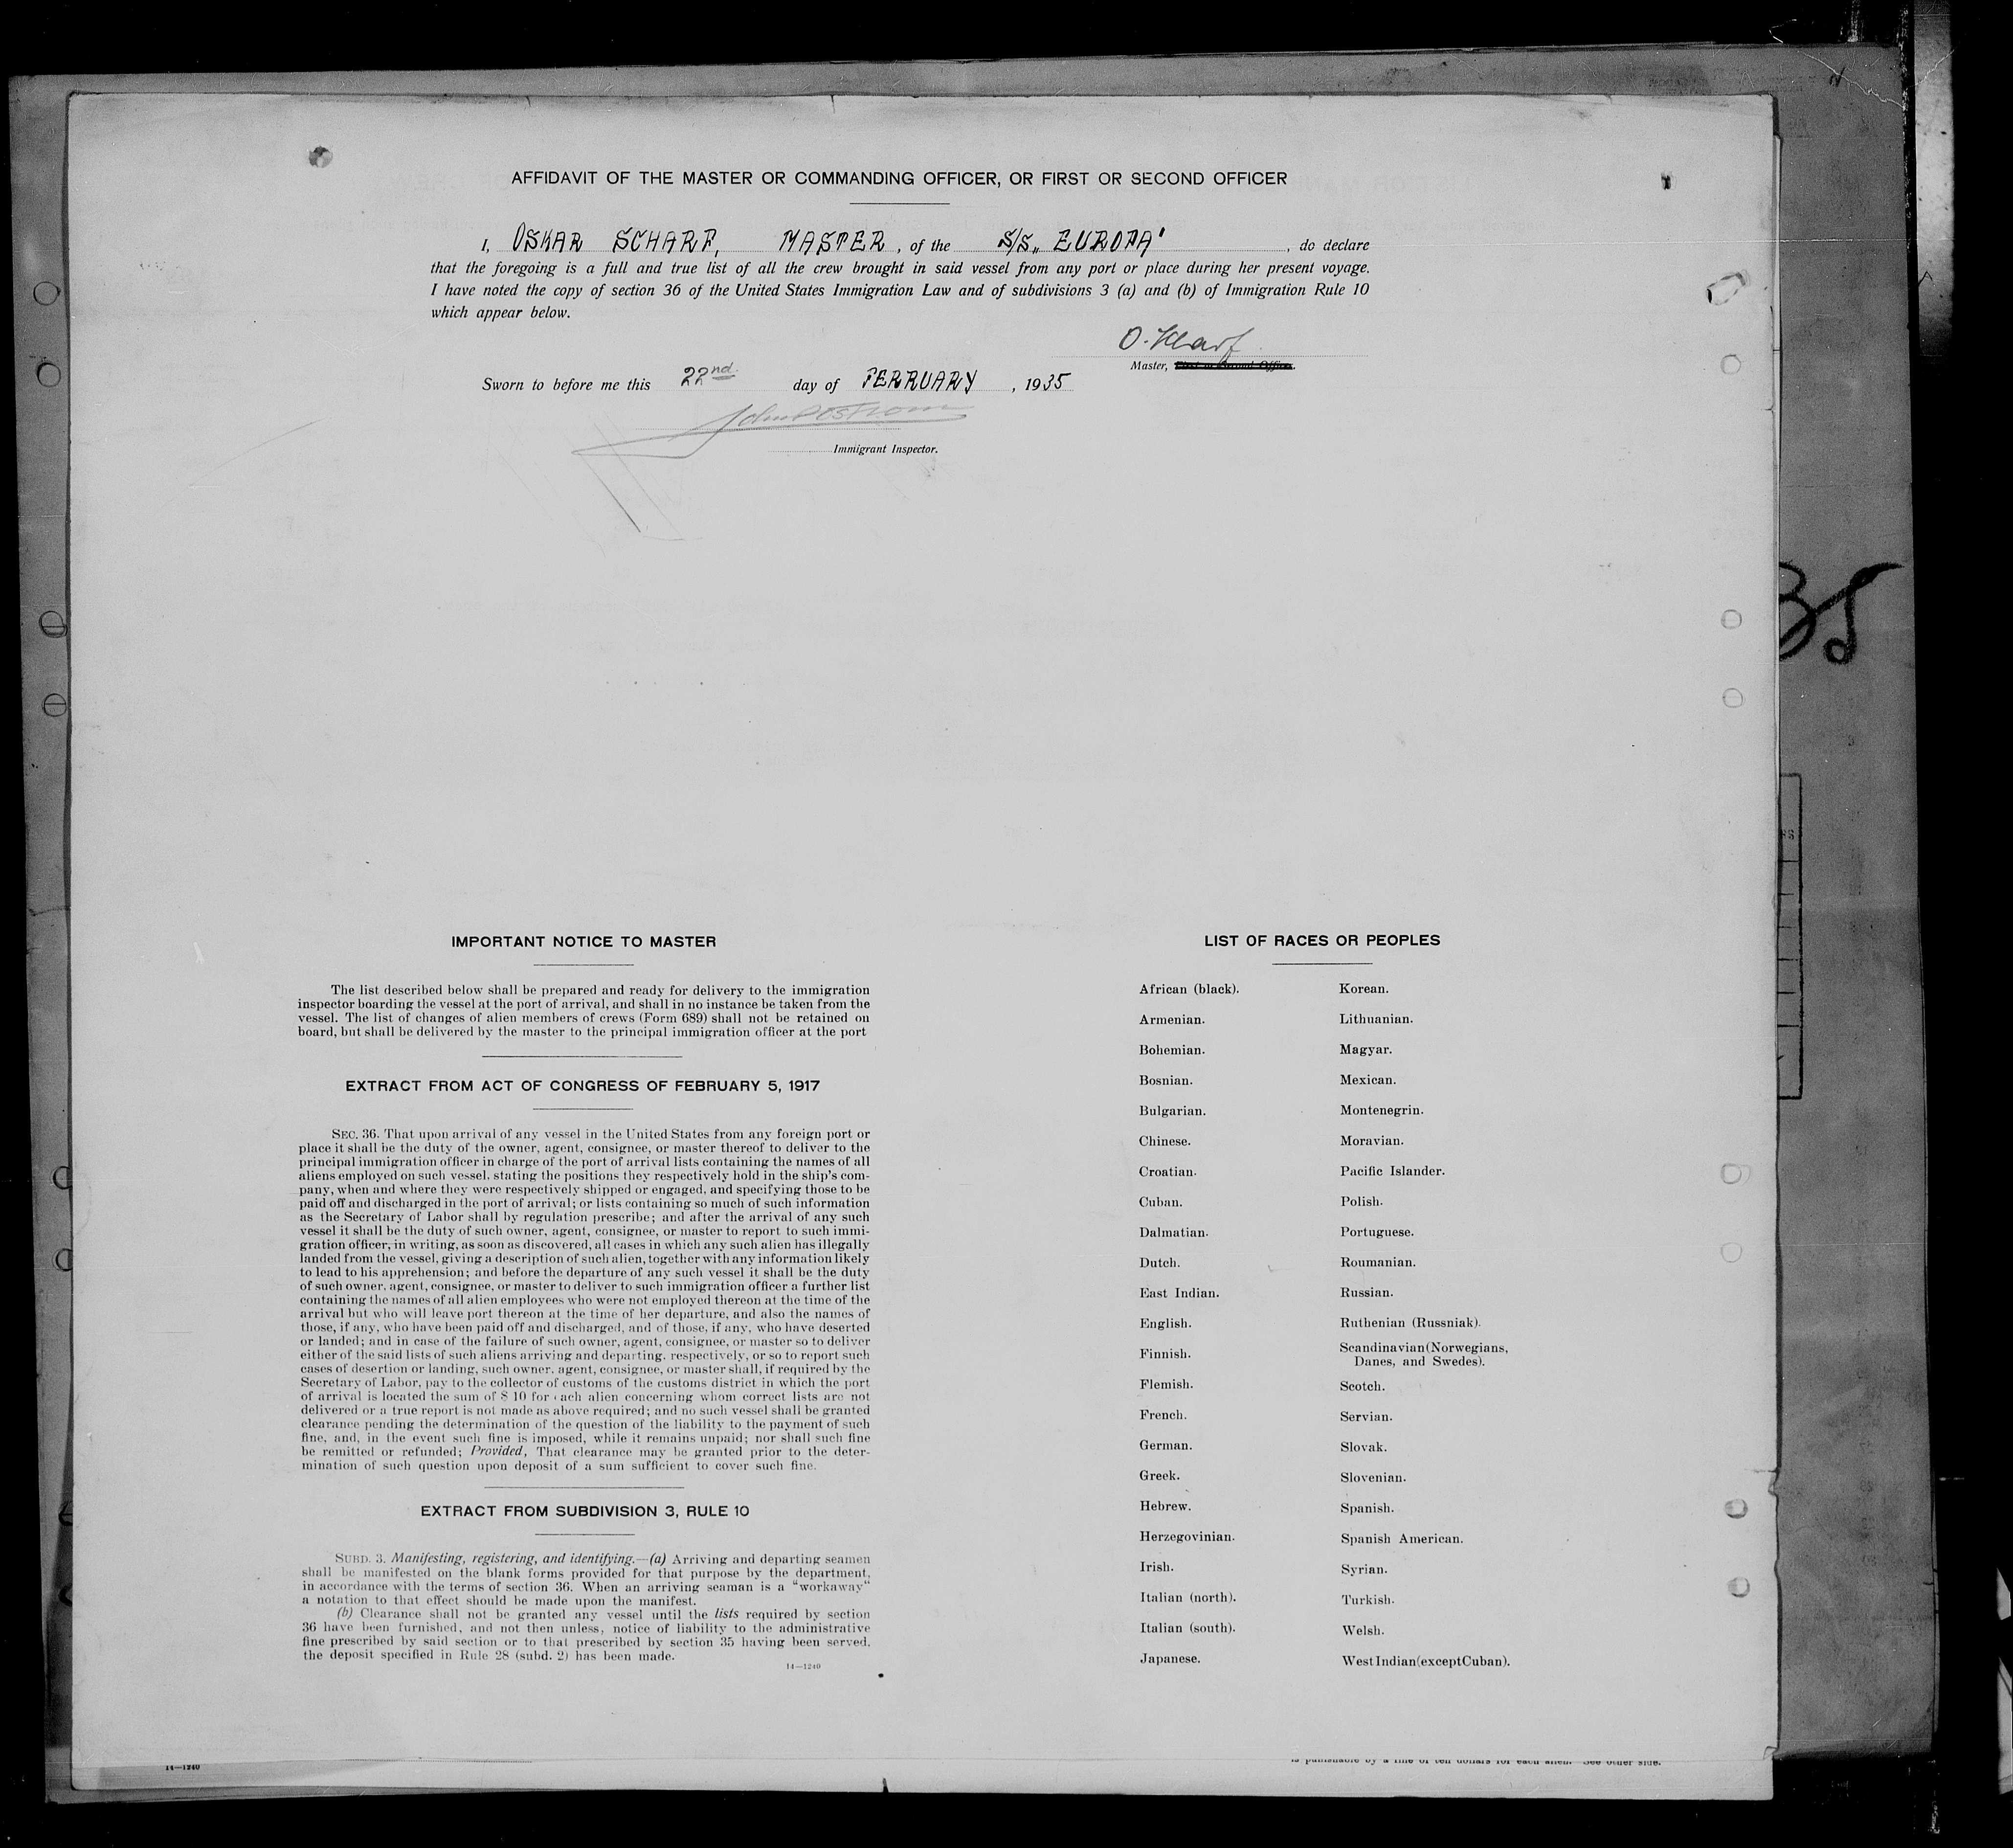 AFFIDAVIT OF THE MASTER OR COMMANDING OFFICER, OR FIRST OR SECOND OFFICER
I, OSKAR SCHARF, MASTER, of the S/S „EUROPA", do declare
that the foregoing is a full and true list of all the crew brought in said vessel from any port or place during her present voyage.
I have noted the copy of section 36 of the United States Immigration Law and of subdivisions 3 (a) and (b) of Immigration Rule 10
which appear below.
O. Scharf
Master, First or Second Officer.
Sworn to before me this 22nd day of FEBRUARY, 1935
Immigrant Inspector.
35
IMPORTANT NOTICE TO MASTER
The list described below shall be prepared and ready for delivery to the immigration
inspector boarding the vessel at the port of arrival, and shall in no instance be taken from the
vessel. The list of changes of alien members of crews (Form 689) shall not be retained on
board, but shall be delivered by the master to the principal immigration officer at the port
EXTRACT FROM ACT OF CONGRESS OF FEBRUARY 5, 1917
SEC. 36. That upon arrival of any vessel in the United States from any foreign port or
place it shall be the duty of the owner, agent, consignee, or master thereof to deliver to the
principal immigration officer in charge of the port of arrival lists containing the names of all
aliens employed on such vessel, stating the positions they respectively hold in the ship's com-
pany, when and where they were respectively shipped or engaged, and specifying those to be
paid off and discharged in the port of arrival; or lists containing so much of such information
as the Secretary of Labor shall by regulation prescribe; and after the arrival of any such
vessel it shall be the duty of such owner, agent, consignee, or master to report to such immi-
gration officer, in writing, as soon as discovered, all cases in which any such alien has illegally
landed from the vessel, giving a description of such alien, together with any information likely
to lead to his apprehension; and before the departure of any such vessel it shall be the duty
of such owner, agent, consignee, or master to deliver to such immigration officer a further list
containing the names of all alien employees who were not employed thereon at the time of the
arrival but who will leave port thereon at the time of her departure, and also the names of
those, if any, who have been paid off and discharged, and of those, if any, who have deserted
or landed; and in case of the failure of such owner, agent, consignee, or master so to deliver
either of the said lists of such aliens arriving and departing, respectively, or so to report such
cases of desertion or landing, such owner, agent, consignee, or master shall, if required by the
Secretary of Labor, pay to the collector of customs of the customs district in which the port
of arrival is located the sum of $ 10 for each alien concerning whom correct lists are not
delivered or a true report is not made as above required; and no such vessel shall be granted
clearance pending the determination of the question of the liability to the payment of such
fine, and, in the event such fine is imposed, while it remains unpaid; nor shall such fine
be remitted or refunded; Provided, That clearance may be granted prior to the deter-
mination of such question upon deposit of a sum sufficient to cover such fine.
EXTRACT FROM SUBDIVISION 3, RULE 10
SUBD. 3. Manifesting, registering, and identifying.—(a) Arriving and departing seamen
shall be manifested on the blank forms provided for that purpose by the department,
in accordance with the terms of section 36. When an arriving seaman is a "workaway"
a notation to that effect should be made upon the manifest.
(b) Clearance shall not be granted any vessel until the lists required by section
36 have been furnished, and not then unless, notice of liability to the administrative
fine prescribed by said section or to that prescribed by section 35 having been served,
the deposit specified in Rule 28 (subd. 2) has been made.
14—1240
LIST OF RACES OR PEOPLES
African (black).
Armenian.
Bohemian.
Bosnian.
Bulgarian.
Chinese.
Croatian.
Cuban.
Dalmatian.
Dutch.
East Indian.
English.
Finnish.
Flemish.
French.
German.
Greek.
Hebrew.
Herzegovinian.
Irish.
Italian (north).
Italian (south).
Japanese.
Korean.
Lithuanian.
Magyar.
Mexican.
Montenegrin.
Moravian.
Pacific Islander.
Polish.
Portuguese.
Roumanian.
Russian.
Ruthenian (Russniak).
Scandinavian (Norwegians,
Danes, and Swedes).
Scotch.
Servian.
Slovak.
Slovenian.
Spanish.
Spanish American.
Syrian.
Turkish.
Welsh.
West Indian (except Cuban).
14—1240
is punishable by a fine of ten dollars for each alien. See other side.